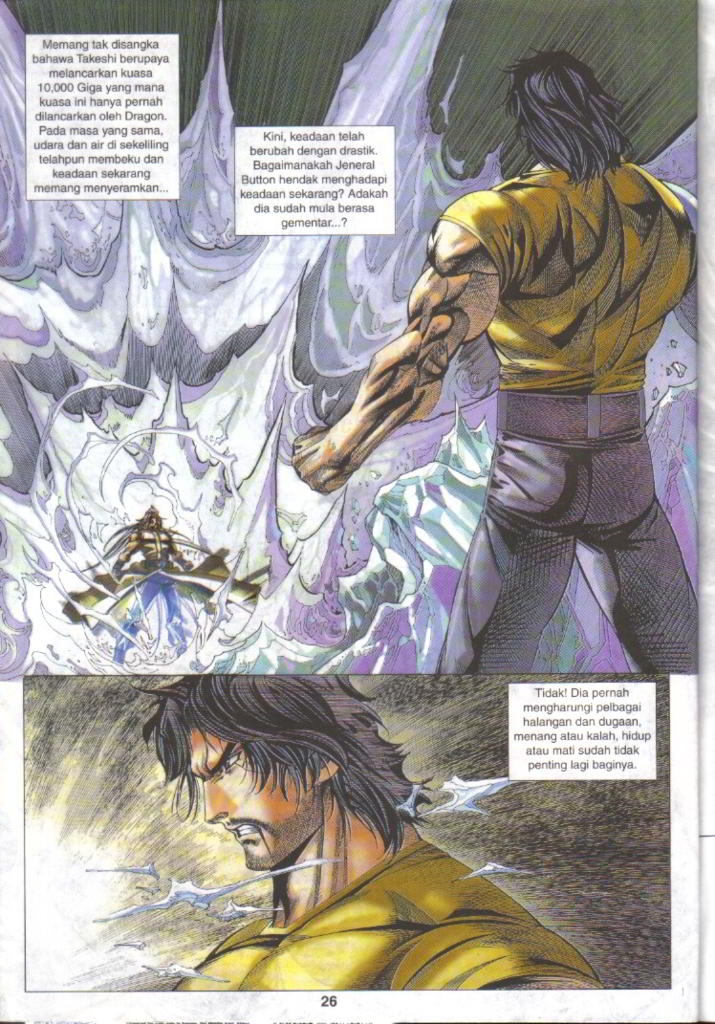 Memang tak disangka
bahawa Takeshi berupaya
melancarkan kuasa
10,000 Giga yang mana
kuasa ini hanya pernah
dilancarkan oleh Dragon.
Pada masa yang sama,
udara dan air di sekeliling
telahpun membeku dan
keadaan sekarang
memang menyeramkan...
Kini, keadaan telah
berubah dengan drastik.
Bagaimanakah Jeneral
Button hendak menghadapi
keadaan sekarang? Adakah
dia sudah mula berasa
gementar...?
Tidak! Dia pernah
mengharungi pelbagai
halangan dan dugaan,
menang atau kalah, hidup
atau mati sudah tidak
penting lagi baginya.
26